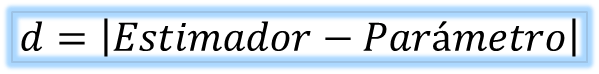 d = |Estimador − Parámetro|